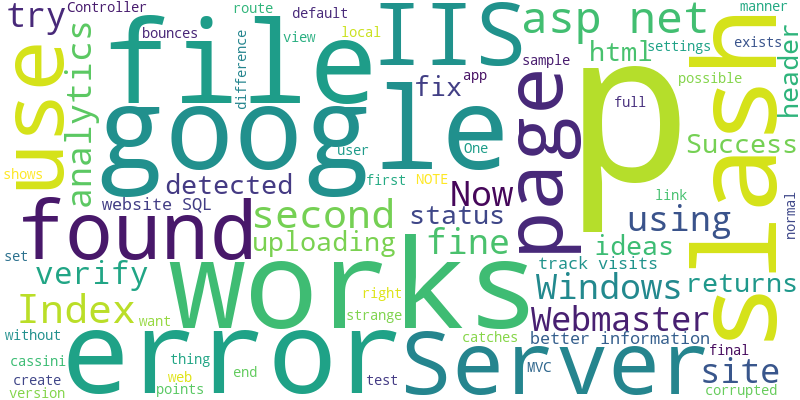 try
Controller
bounces
route
difference
view
default
local
IIS
asp net
manner
html
settings
exists
header
use
analytics
file
google
fix
app
sample
page
p
possible
full
slash
Success
shows
detected
user
first
NOTE
One
Now
link
normal
website SQL
found
second
status
using
uploading
fine
ideas
set
verify
works
track visits
Windows
returns
Index
want
right
strange
Webmaster
without
error
Server
catches
better information
final
cassini
thing
end
MVC
site
create
web
points
test
version
corrupted